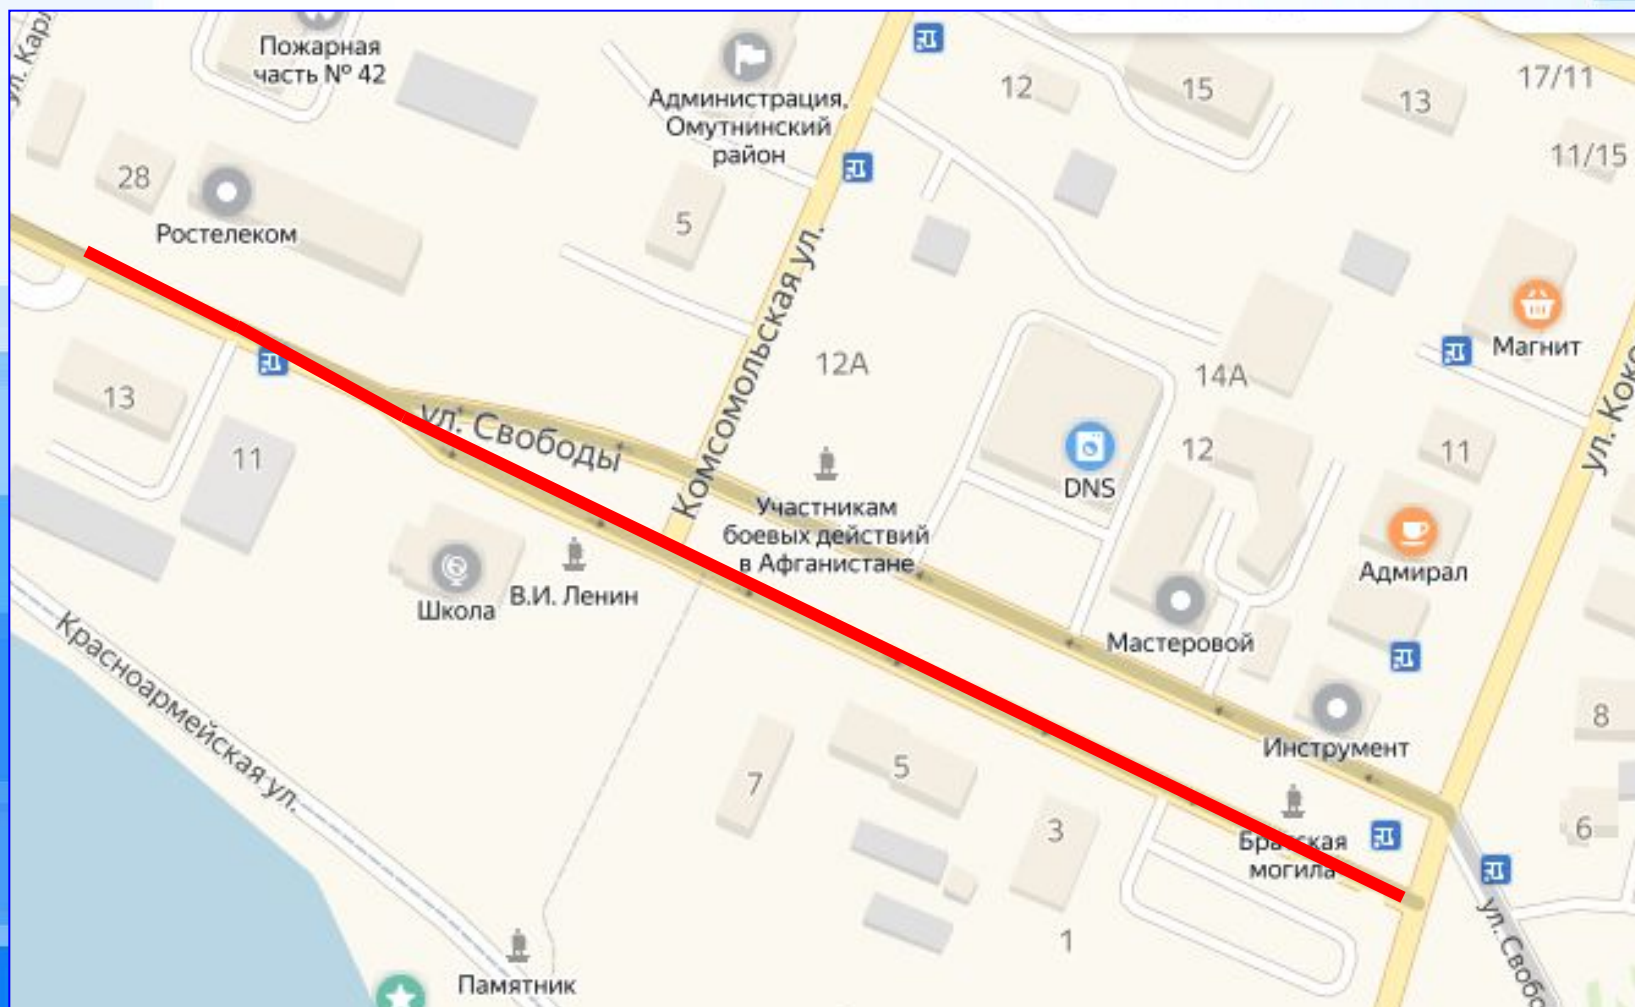 ул. Карл
Пожарная
часть № 42
Администрация,
Омутнинский
район
12
15
13
17/11
11/15
28
Ростелеком
5
Комсомольская ул.
12А
14А
Магнит
ул. Коко
13
11
ул. Свободы
DNS
12
11
Участникам
боевых действий
в Афганистане
Адмирал
Школа
В.И. Ленин
Мастеровой
Красноармейская ул.
Инструмент
8
7
5
3
Братская
могила
6
1
ул. Свобо
Памятник